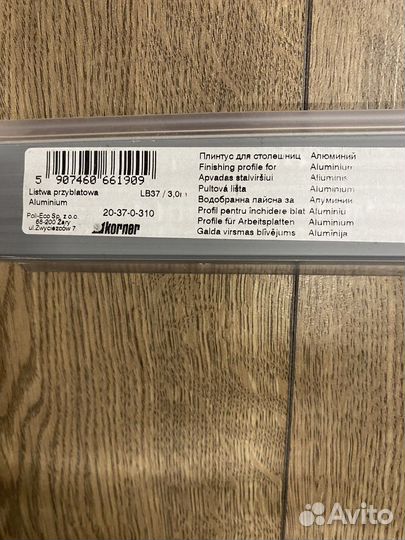 5 907460 661909
Listwa przyblatowa LB37 / 3,0m
Aluminium
Poli-Eco Sp. z o.o. 20-37-0-310
68-200 Żary
ul.Zwycięzców 7 korner
Плинтус для столешниц Алюминий
Finishing profile for Aluminium
Apvadas stalviršiui Aliuminis
Pultová lišta Aluminium
Водобранна лайсна за Алуминий
Profil pentru închidere blat Aluminiu
Profile für Arbeitsplatten Aluminium
Galda virsmas blīvējums Alumīnija
Avito